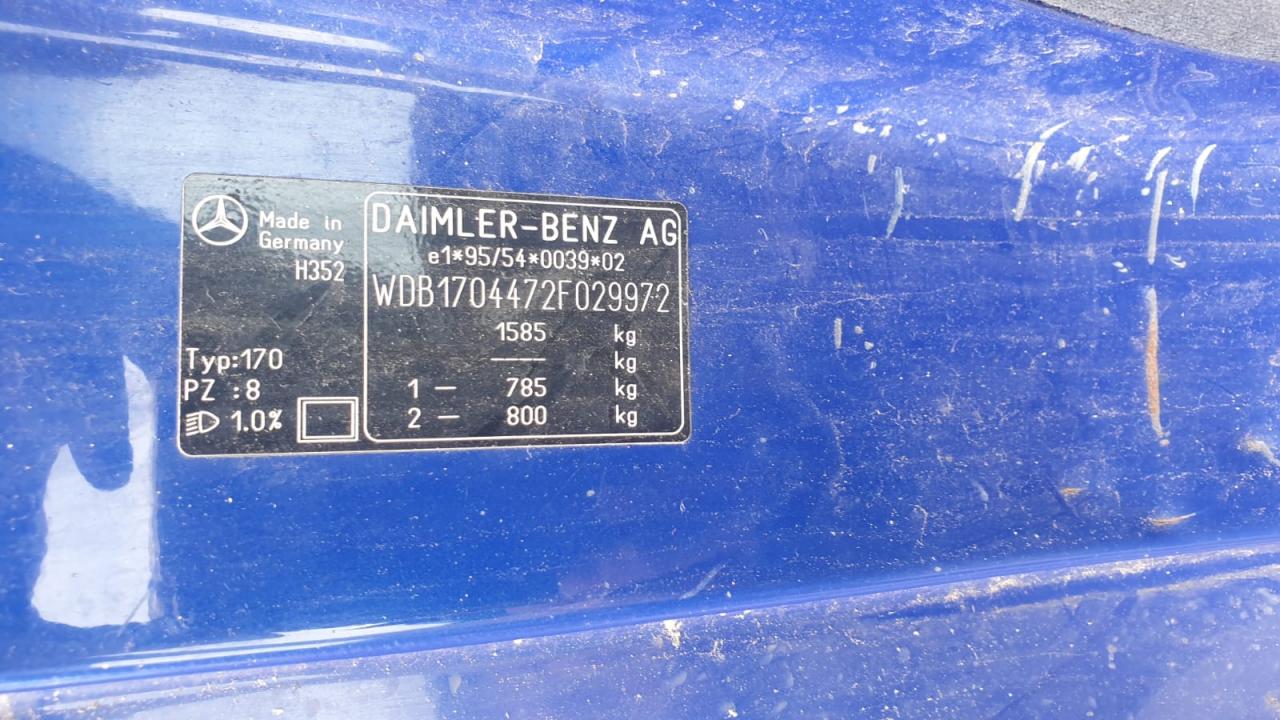 Made in
Germany
H352
Typ:170
PZ :8
1.0%
DAIMLER-BENZ AG
e1*95/54*0039*02
WDB1704472F029972
1585 kg
---- kg
1 - 785 kg
2 - 800 kg